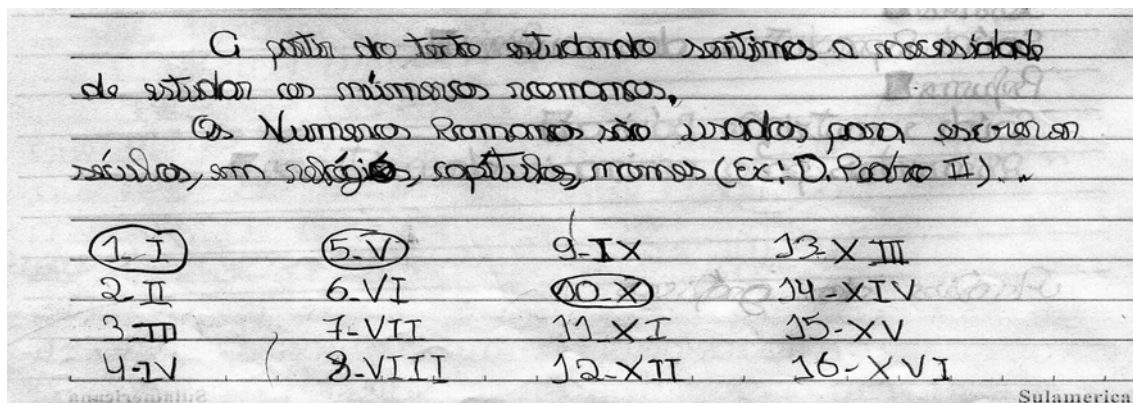 A partir do texto estudando sentimos a necessidade
de estudar os números romanos.
Os Numeros Romanos são usados para escrever
séculos, em relógios, capítulos, nomes (Ex: D. Pedro II)...
1-I 5-V 9-IX 13-XIII
2-II 6-VI 10-X 14-XIV
3-III 7-VII 11-XI 15-XV
4-IV 8-VIII 12-XII 16-XVI
Sulamerica